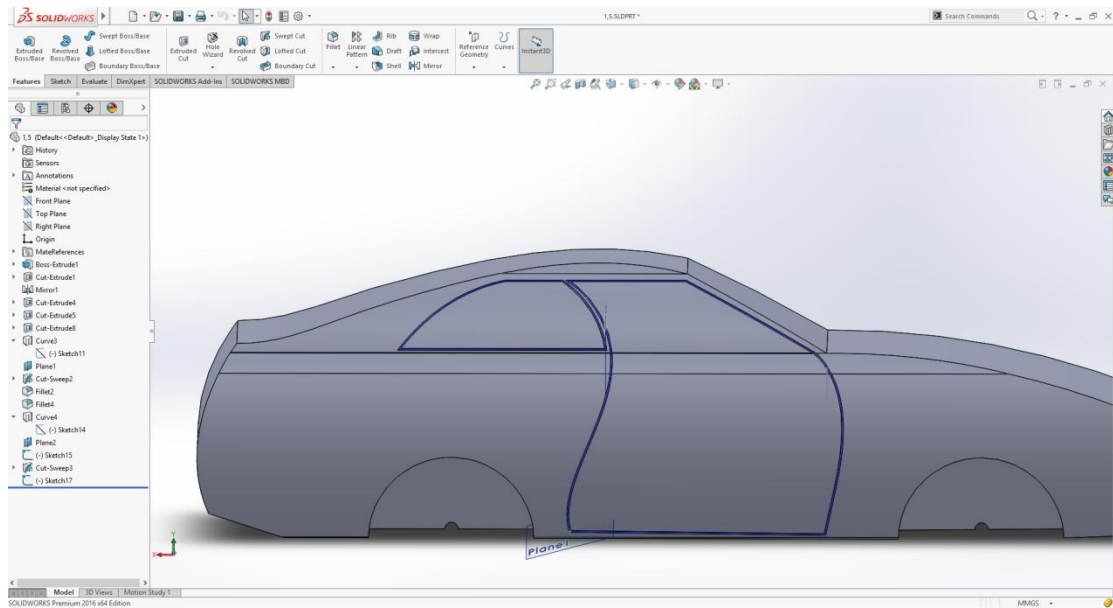 SOLIDWORKS
1,5.SLDPRT *
Search Commands
Extruded Boss/Base
Revolved Boss/Base
Swept Boss/Base
Lofted Boss/Base
Boundary Boss/Base
Extruded Cut
Hole Wizard
Revolved Cut
Swept Cut
Lofted Cut
Boundary Cut
Fillet
Linear Pattern
Rib
Draft
Shell
Wrap
Intersect
Mirror
Reference Geometry
Curves
Instant3D
Features
Sketch
Evaluate
DimXpert
SOLIDWORKS Add-Ins
SOLIDWORKS MBD
1,5 (Default<<Default>_Display State 1>)
History
Sensors
Annotations
Material <not specified>
Front Plane
Top Plane
Right Plane
Origin
MateReferences
Boss-Extrude1
Cut-Extrude1
Mirror1
Cut-Extrude4
Cut-Extrude5
Cut-Extrude8
Curve3
(-) Sketch11
Plane1
Cut-Sweep2
Fillet2
Fillet4
Curve4
(-) Sketch14
Plane2
(-) Sketch15
Cut-Sweep3
(-) Sketch17
Y
Model
3D Views
Motion Study 1
SOLIDWORKS Premium 2016 x64 Edition
MMGS